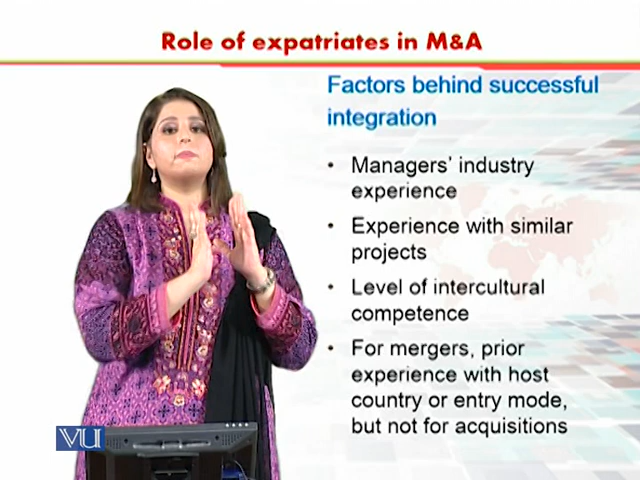 Role of expatriates in M&A
Factors behind successful
integration
• Managers' industry
experience
• Experience with similar
projects
• Level of intercultural
competence
• For mergers, prior
experience with host
country or entry mode,
but not for acquisitions
VU